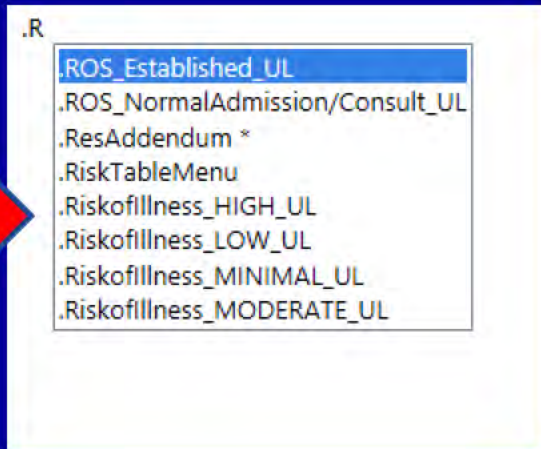 .R
.ROS_Established_UL
.ROS_NormalAdmission/Consult_UL
.ResAddendum *
.RiskTableMenu
.RiskofIllness_HIGH_UL
.RiskofIllness_LOW_UL
.RiskofIllness_MINIMAL_UL
.RiskofIllness_MODERATE_UL